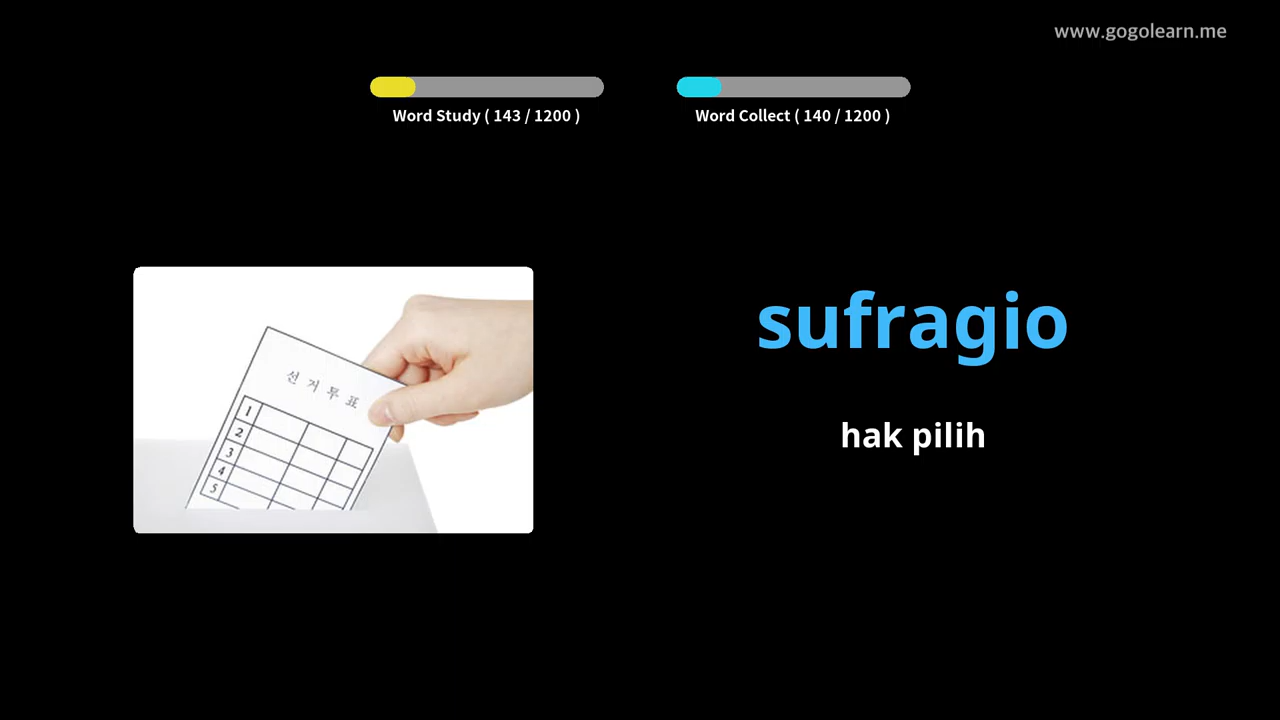 www.gogolearn.me
Word Study ( 143 / 1200 )
Word Collect ( 140 / 1200 )
선거투표
1
2
3
4
5
sufragio
hak pilih